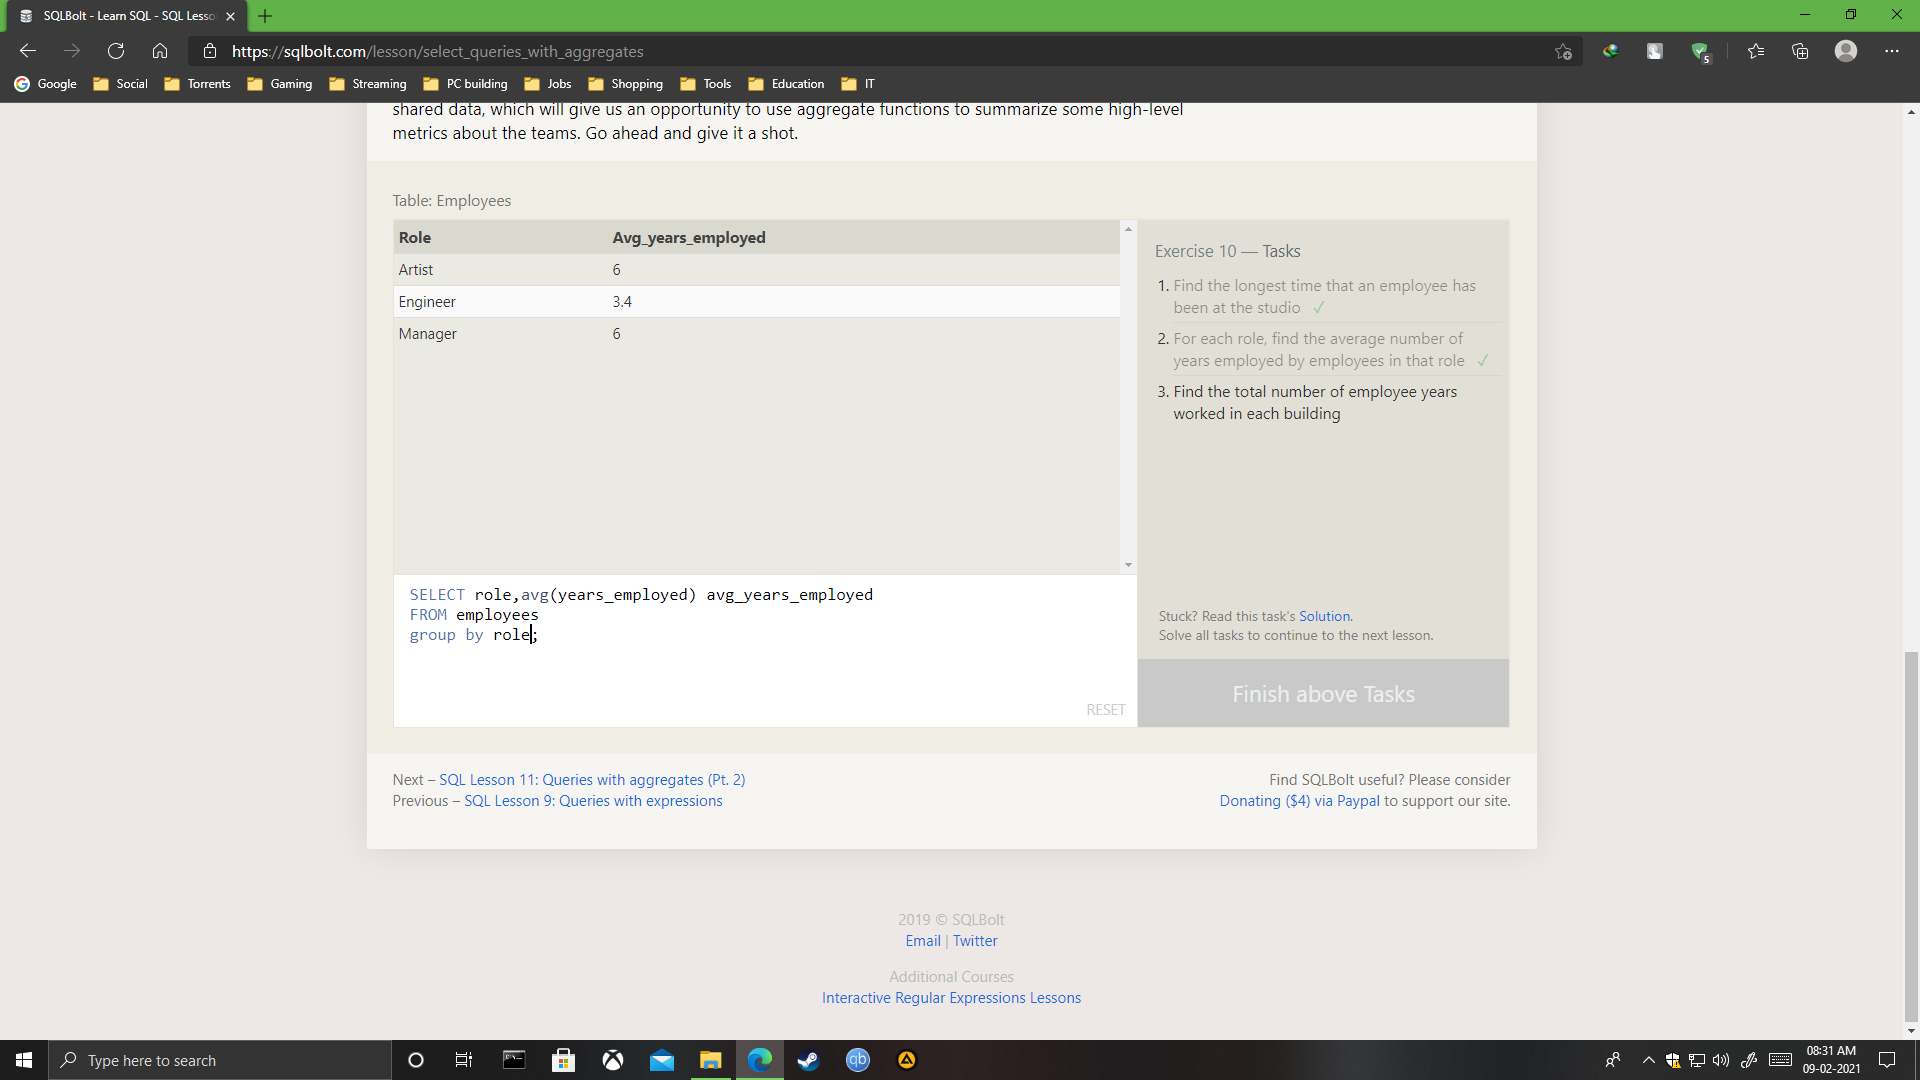 SQLBolt - Learn SQL - SQL Lesso
https://sqlbolt.com/lesson/select_queries_with_aggregates
5
Google
Social
Torrents
Gaming
Streaming
PC building
Jobs
Shopping
Tools
Education
IT
shared data, which will give us an opportunity to use aggregate functions to summarize some high-level
metrics about the teams. Go ahead and give it a shot.
Table: Employees
Role Avg_years_employed
Artist 6
Engineer 3.4
Manager 6
SELECT role,avg(years_employed) avg_years_employed
FROM employees
group by role;
RESET
Exercise 10 — Tasks
1. Find the longest time that an employee has
been at the studio ✓
2. For each role, find the average number of
years employed by employees in that role ✓
3. Find the total number of employee years
worked in each building
Stuck? Read this task's Solution.
Solve all tasks to continue to the next lesson.
Finish above Tasks
Next – SQL Lesson 11: Queries with aggregates (Pt. 2)
Previous – SQL Lesson 9: Queries with expressions
Find SQLBolt useful? Please consider
Donating ($4) via Paypal to support our site.
2019 © SQLBolt
Email | Twitter
Additional Courses
Interactive Regular Expressions Lessons
Type here to search
qb
08:31 AM
09-02-2021